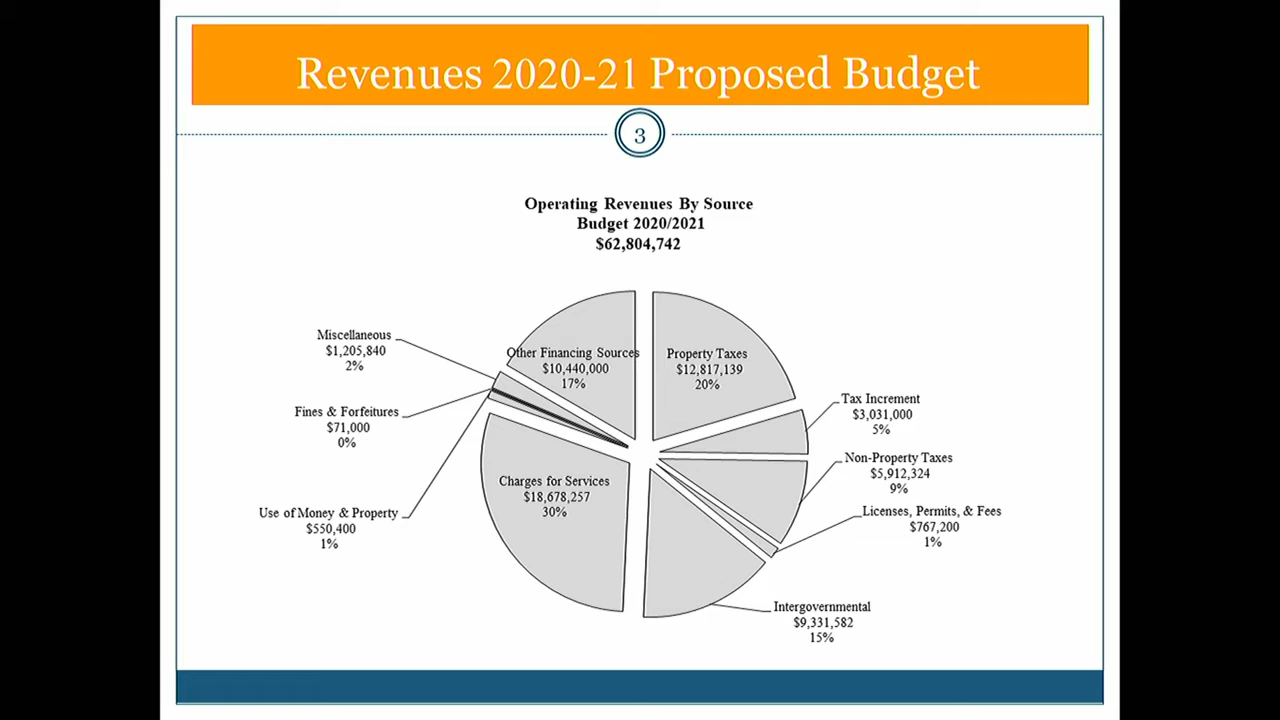 Revenues 2020-21 Proposed Budget
3
Operating Revenues By Source
Budget 2020/2021
$62,804,742
Other Financing Sources
$10,440,000
17%
Property Taxes
$12,817,139
20%
Tax Increment
$3,031,000
5%
Non-Property Taxes
$5,912,324
9%
Licenses, Permits, & Fees
$767,200
1%
Intergovernmental
$9,331,582
15%
Charges for Services
$18,678,257
30%
Use of Money & Property
$550,400
1%
Fines & Forfeitures
$71,000
0%
Miscellaneous
$1,205,840
2%